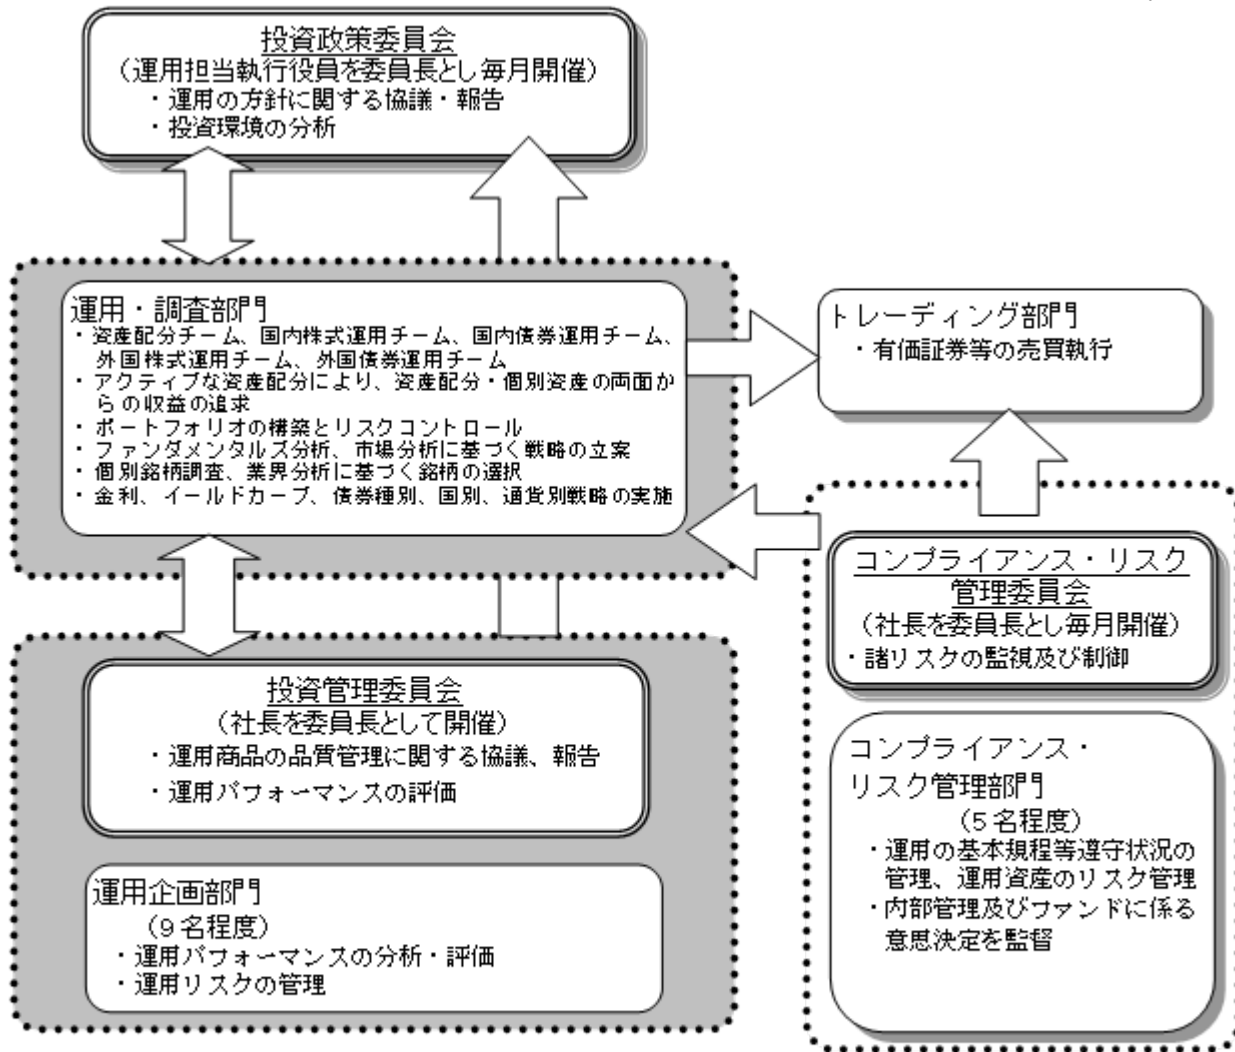 投資政策委員会
(運用担当執行役員を委員長とし毎月開催)
・運用の方針に関する協議・報告
・投資環境の分析
運用・調査部門
・資産配分チーム、国内株式運用チーム、国内債券運用チーム、
外国株式運用チーム、外国債券運用チーム
・アクティブな資産配分により、資産配分・個別資産の両面か
らの収益の追求
・ポートフォリオの構築とリスクコントロール
・ファンダメンタルズ分析、市場分析に基づく戦略の立案
・個別銘柄調査、業界分析に基づく銘柄の選択
・金利、イールドカーブ、債券種別、国別、通貨別戦略の実施
トレーディング部門
・有価証券等の売買執行
コンプライアンス・リスク
管理委員会
(社長を委員長とし毎月開催)
・諸リスクの監視及び制御
投資管理委員会
(社長を委員長として開催)
・運用商品の品質管理に関する協議、報告
・運用パフォーマンスの評価
運用企画部門
(9名程度)
・運用パフォーマンスの分析・評価
・運用リスクの管理
コンプライアンス・
リスク管理部門
(5名程度)
・運用の基本規程等遵守状況の
管理、運用資産のリスク管理
・内部管理及びファンドに係る
意思決定を監督